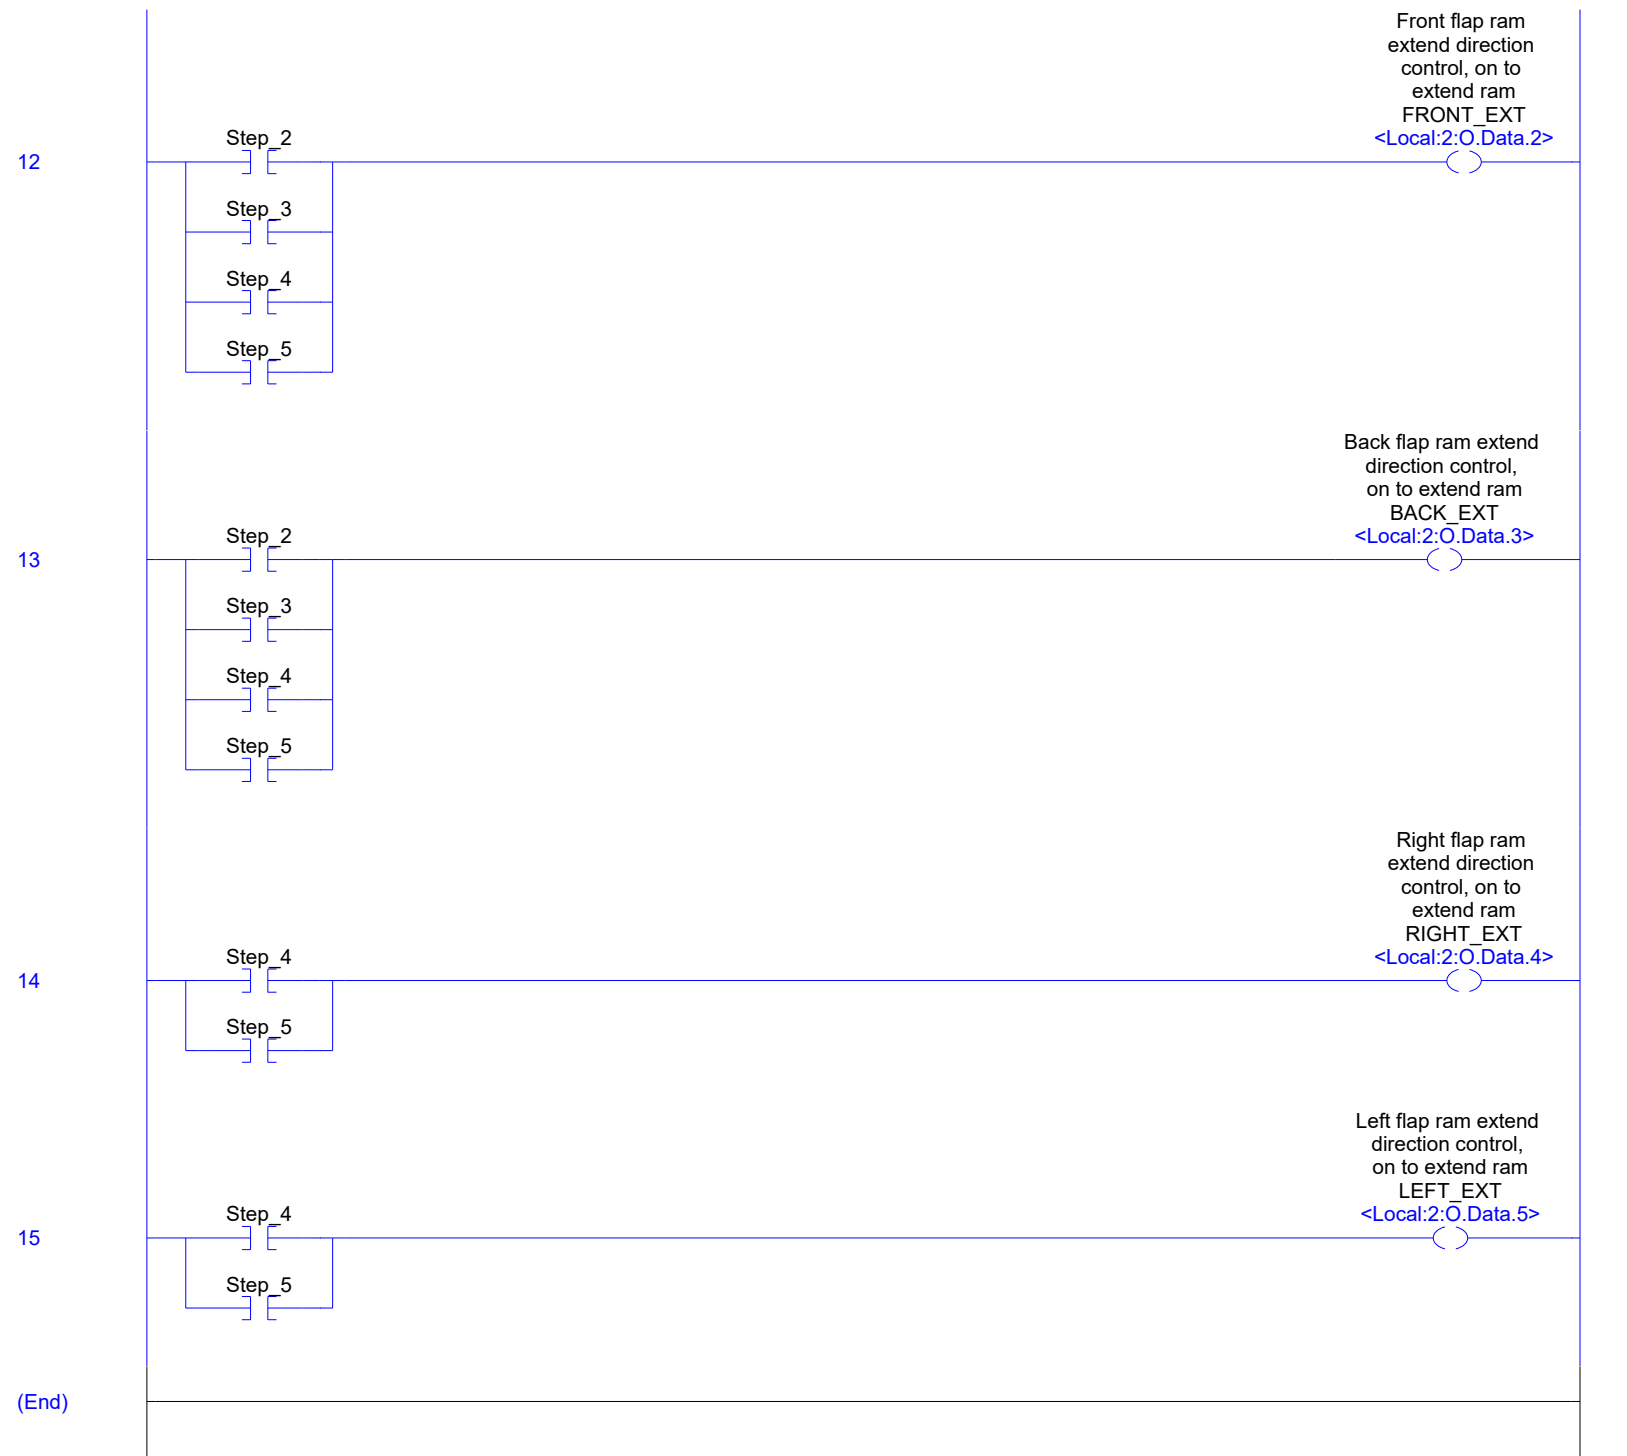 Front flap ram
extend direction
control, on to
extend ram
FRONT_EXT
<Local:2:O.Data.2>
Step_2
12
Step_3
Step_4
Step_5
Back flap ram extend
direction control,
on to extend ram
BACK_EXT
<Local:2:O.Data.3>
Step_2
13
Step_3
Step_4
Step_5
Right flap ram
extend direction
control, on to
extend ram
RIGHT_EXT
<Local:2:O.Data.4>
Step_4
14
Step_5
Left flap ram extend
direction control,
on to extend ram
LEFT_EXT
<Local:2:O.Data.5>
Step_4
15
Step_5
(End)